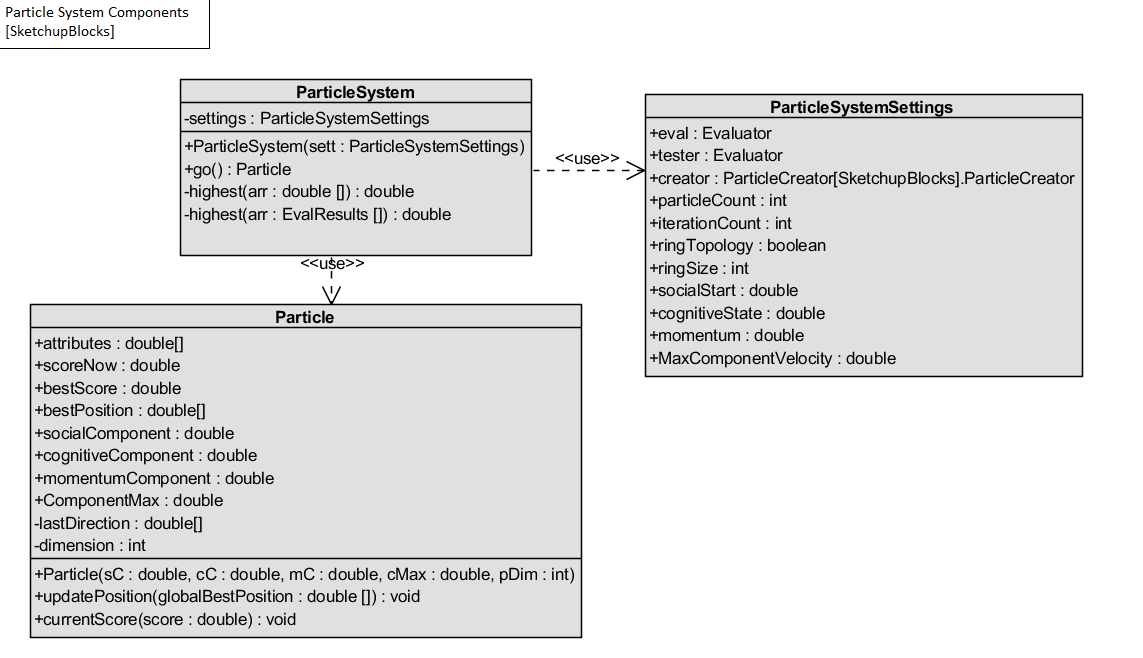 Particle System Components
[SketchupBlocks]
ParticleSystem
-settings : ParticleSystemSettings
+ParticleSystem(sett : ParticleSystemSettings)
+go() : Particle
-highest(arr : double []) : double
-highest(arr : EvalResults []) : double
<<use>>
ParticleSystemSettings
+eval : Evaluator
+tester : Evaluator
+creator : ParticleCreator[SketchupBlocks].ParticleCreator
+particleCount : int
+iterationCount : int
+ringTopology : boolean
+ringSize : int
+socialStart : double
+cognitiveState : double
+momentum : double
+MaxComponentVelocity : double
<<use>>
Particle
+attributes : double[]
+scoreNow : double
+bestScore : double
+bestPosition : double[]
+socialComponent : double
+cognitiveComponent : double
+momentumComponent : double
+ComponentMax : double
-lastDirection : double[]
-dimension : int
+Particle(sC : double, cC : double, mC : double, cMax : double, pDim : int)
+updatePosition(globalBestPosition : double []) : void
+currentScore(score : double) : void